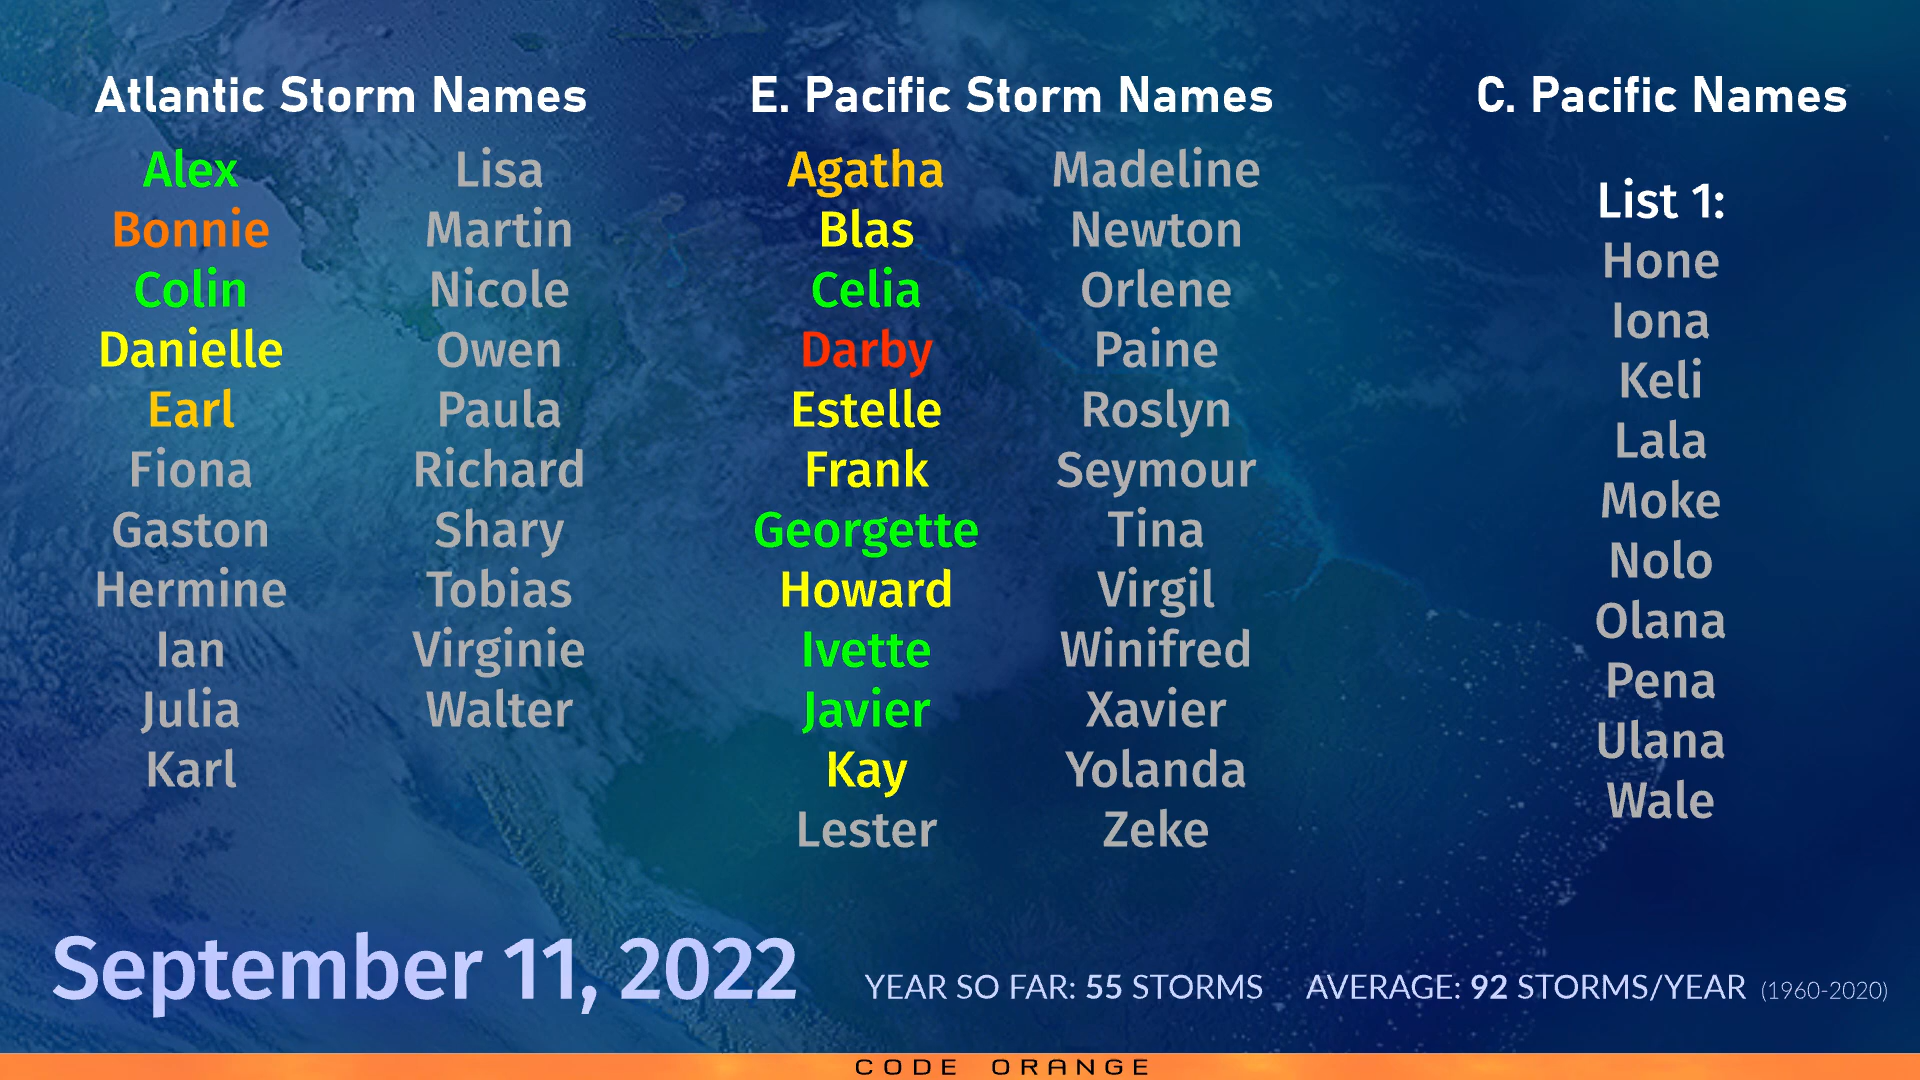 Atlantic Storm Names
Alex
Bonnie
Colin
Danielle
Earl
Fiona
Gaston
Hermine
Ian
Julia
Karl
Lisa
Martin
Nicole
Owen
Paula
Richard
Shary
Tobias
Virginie
Walter
E. Pacific Storm Names
Agatha
Blas
Celia
Darby
Estelle
Frank
Georgette
Howard
Ivette
Javier
Kay
Lester
Madeline
Newton
Orlene
Paine
Roslyn
Seymour
Tina
Virgil
Winifred
Xavier
Yolanda
Zeke
C. Pacific Names
List 1:
Hone
Iona
Keli
Lala
Moke
Nolo
Olana
Pena
Ulana
Wale
September 11, 2022
YEAR SO FAR: 55 STORMS
AVERAGE: 92 STORMS/YEAR (1960-2020)
CODE ORANGE